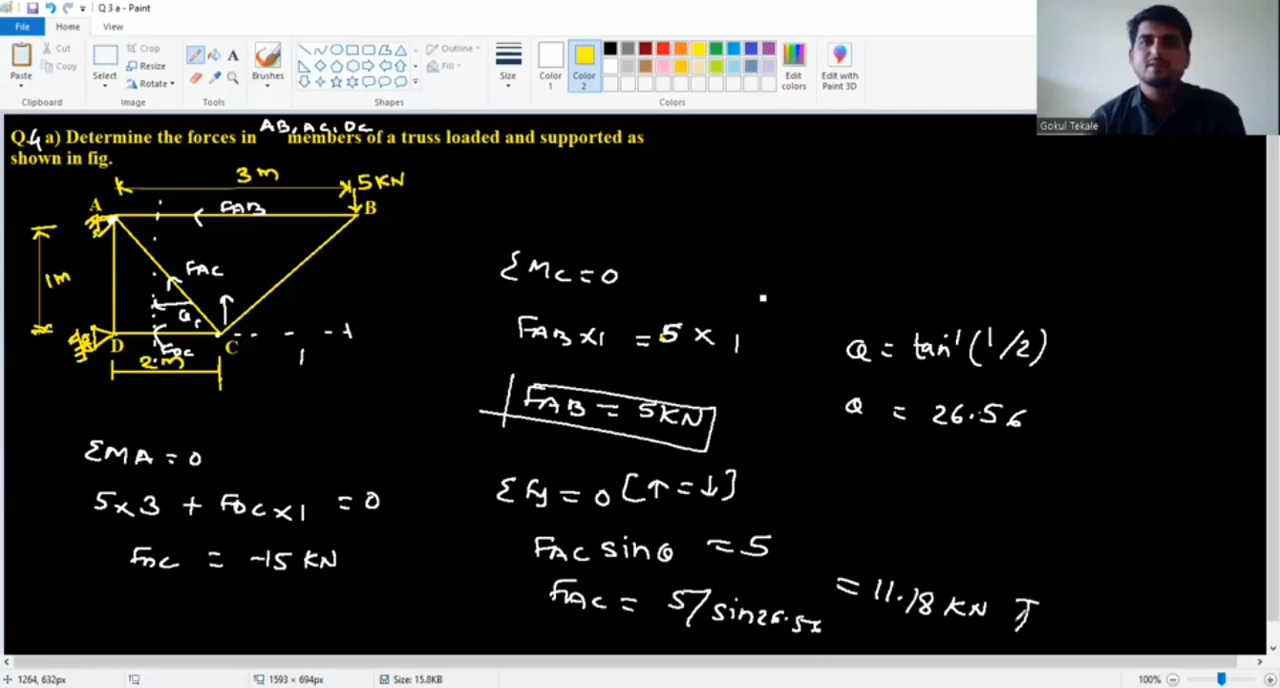 Q 3 a - Paint
File
Home
View
Paste
Cut
Copy
Clipboard
Select
Crop
Resize
Rotate
Image
A
Tools
Brushes
Shapes
Outline
Fill
Size
Color 1
Color 2
Colors
Edit colors
Edit with Paint 3D
Gokul Tekale
Q.4 a) Determine the forces in AB, AC, DC members of a truss loaded and supported as
shown in fig.
3 m
5 KN
A
FAB
B
1m
FAC
θ
D
FDC
C
2 m
ΣMA = 0
5 x 3 + FDC x 1 = 0
FDC = -15 KN
ΣMC = 0
FAB x 1 = 5 x 1
FAB = 5KN
ΣFy = 0 [↑ = ↓]
FAC sin θ = 5
FAC = 5/sin26.56 = 11.18 KN T
θ = tan⁻¹ (1/2)
θ = 26.56
1264, 632px
1593 × 694px
Size: 15.8KB
100%